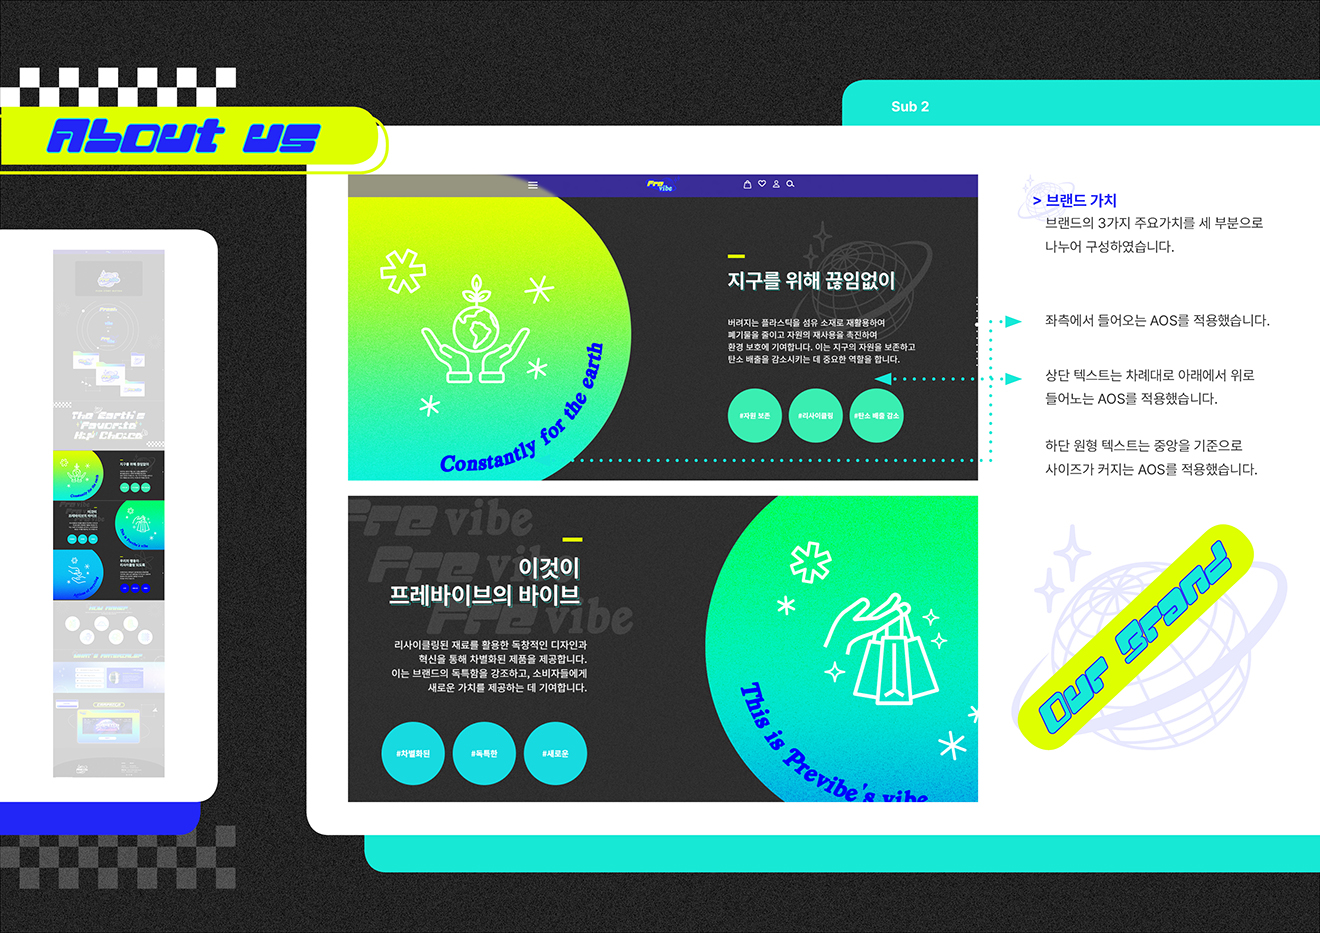 About us
Sub 2
The Earth's
Favorite
Hip Choice
Pre
vibe
지구를 위해 끊임없이
버려지는 플라스틱을 섬유 소재로 재활용하여
폐기물을 줄이고 자원의 재사용을 촉진하여
환경 보호에 기여합니다. 이는 지구의 자원을 보존하고
탄소 배출을 감소시키는 데 중요한 역할을 합니다.
#자원 보존
#리사이클링
#탄소 배출 감소
Constantly for the earth
Pre vibe
Pre vibe
Pre vibe
이것이
프레바이브의 바이브
리사이클링된 재료를 활용한 독창적인 디자인과
혁신을 통해 차별화된 제품을 제공합니다.
이는 브랜드의 독특함을 강조하고, 소비자들에게
새로운 가치를 제공하는 데 기여합니다.
#차별화된
#독특한
#새로운
This is Previbe's vibe
> 브랜드 가치
브랜드의 3가지 주요가치를 세 부분으로
나누어 구성하였습니다.
좌측에서 들어오는 AOS를 적용했습니다.
상단 텍스트는 차례대로 아래에서 위로
들어노는 AOS를 적용했습니다.
하단 원형 텍스트는 중앙을 기준으로
사이즈가 커지는 AOS를 적용했습니다.
Our Brand